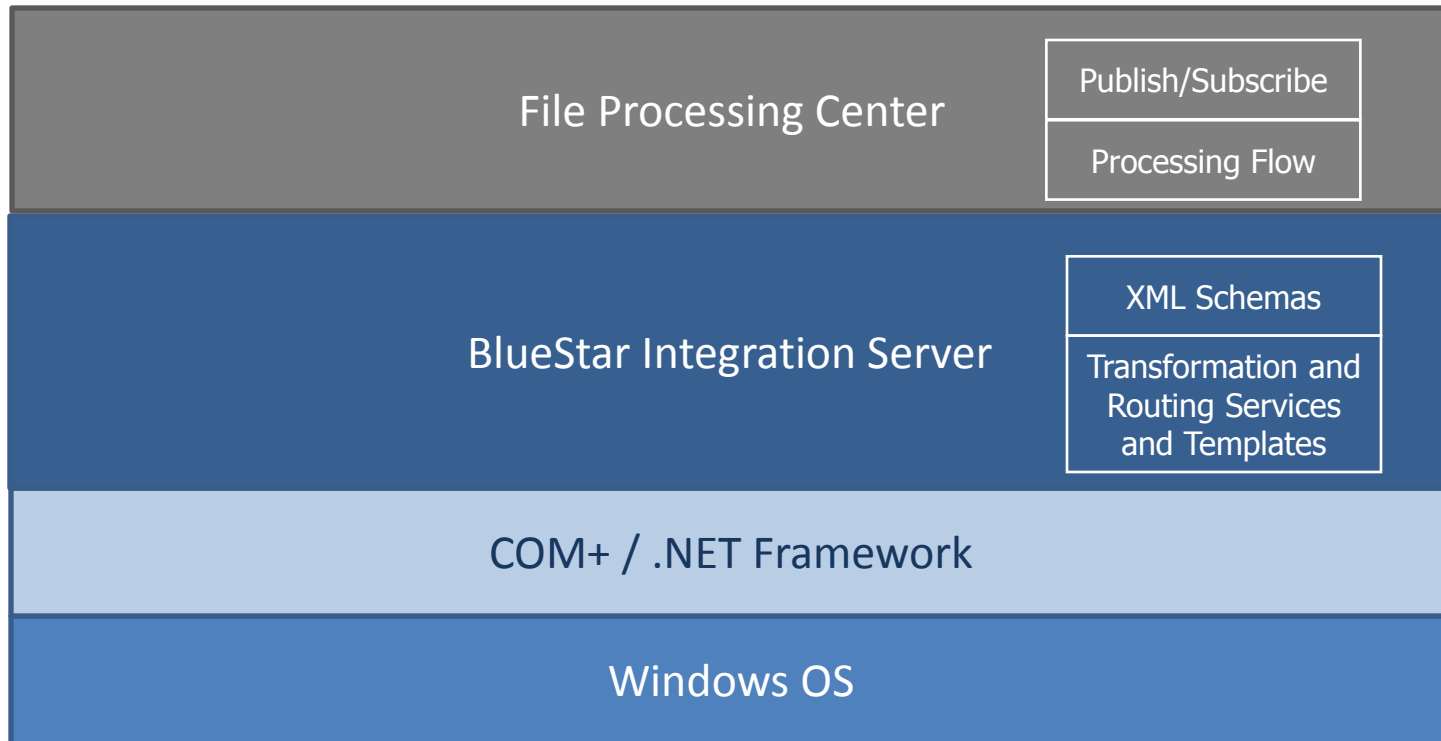 File Processing Center
Publish/Subscribe
Processing Flow
BlueStar Integration Server
XML Schemas
Transformation and
Routing Services
and Templates
COM+ / .NET Framework
Windows OS